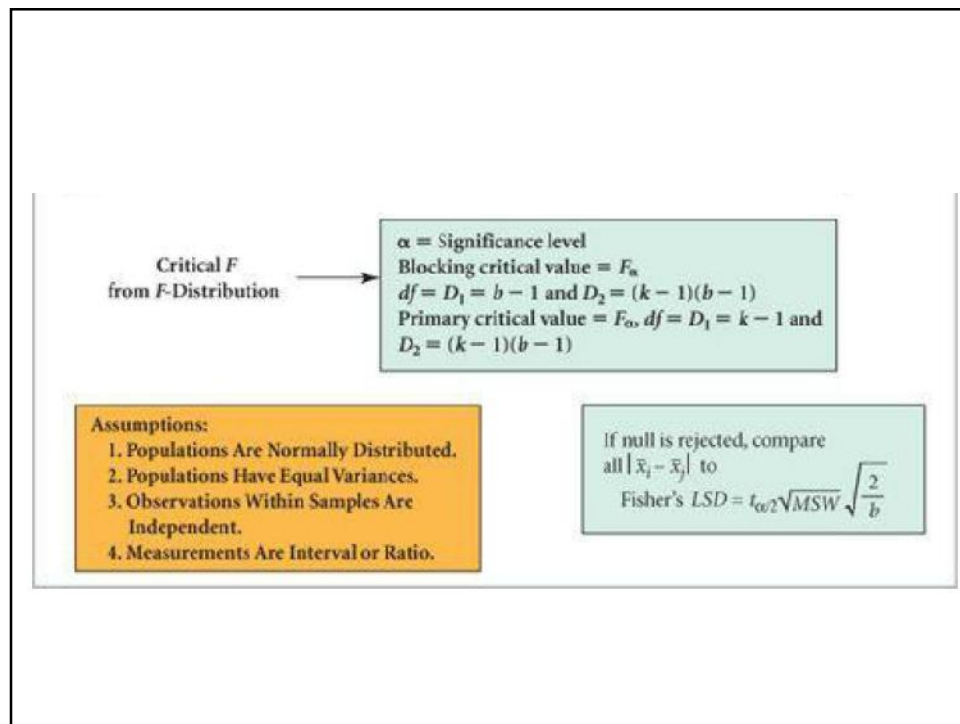 Critical F
from F-Distribution
α = Significance level
Blocking critical value = Fα
df = D₁ = b − 1 and D₂ = (k − 1)(b − 1)
Primary critical value = Fα, df = D₁ = k − 1 and
D₂ = (k − 1)(b − 1)
Assumptions:
1. Populations Are Normally Distributed.
2. Populations Have Equal Variances.
3. Observations Within Samples Are
Independent.
4. Measurements Are Interval or Ratio.
If null is rejected, compare
all |x̄ᵢ − x̄ⱼ| to
Fisher's LSD = tα/2√MSW √(2/b)